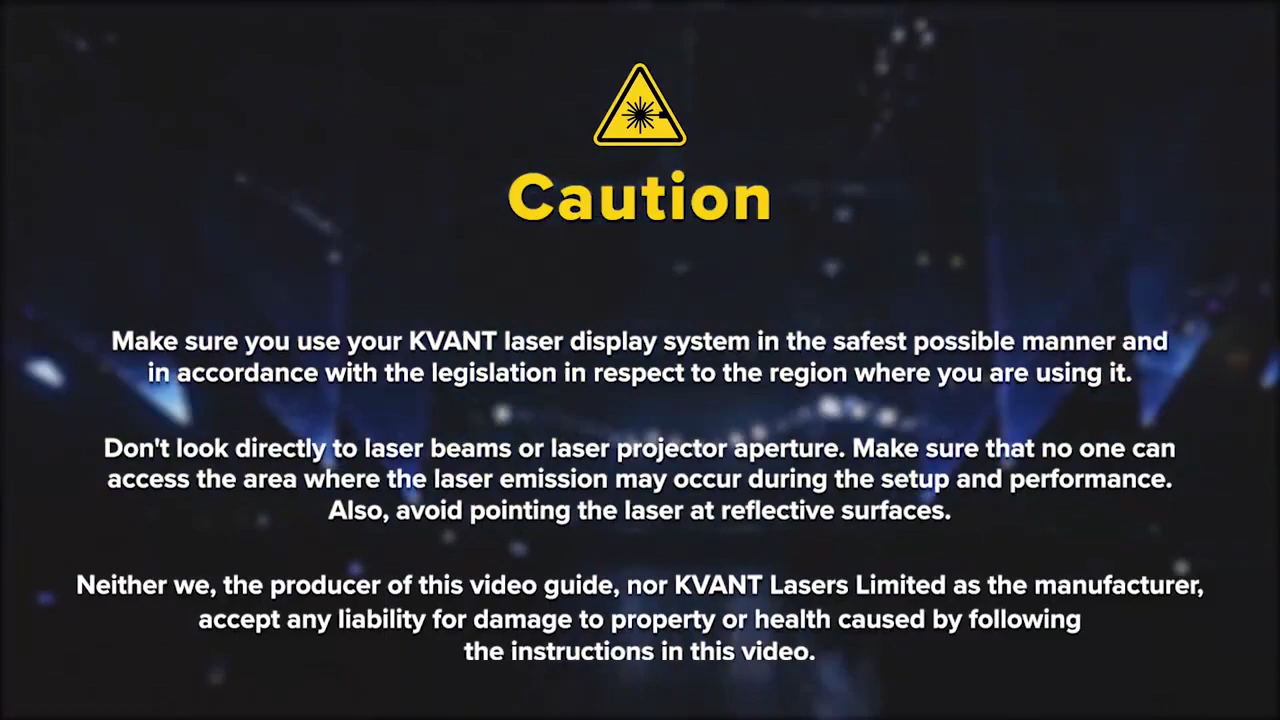 Caution
Make sure you use your KVANT laser display system in the safest possible manner and
in accordance with the legislation in respect to the region where you are using it.
Don't look directly to laser beams or laser projector aperture. Make sure that no one can
access the area where the laser emission may occur during the setup and performance.
Also, avoid pointing the laser at reflective surfaces.
Neither we, the producer of this video guide, nor KVANT Lasers Limited as the manufacturer,
accept any liability for damage to property or health caused by following
the instructions in this video.